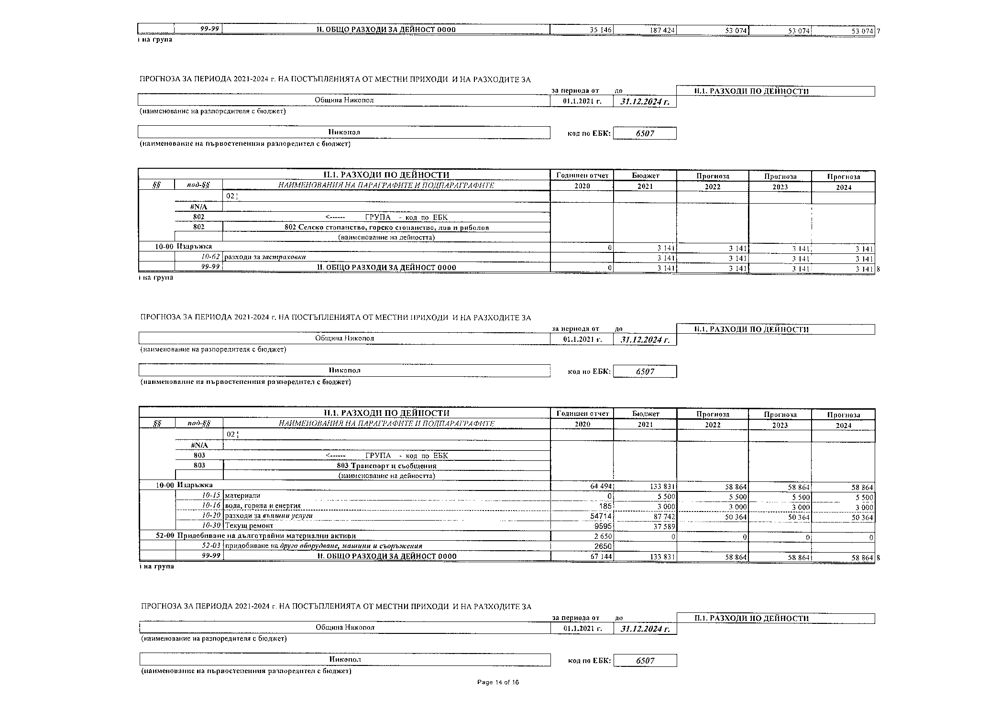 99-99 II. ОБЩО РАЗХОДИ ЗА ДЕЙНОСТ 0000 35 146 187 424 53 074 53 074 53 074 7
і на група
ПРОГНОЗА ЗА ПЕРИОДА 2021-2024 г. НА ПОСТЪПЛЕНИЯТА ОТ МЕСТНИ ПРИХОДИ И НА РАЗХОДИТЕ ЗА
за периода от до II.1. РАЗХОДИ ПО ДЕЙНОСТИ
Община Никопол 01.1.2021 г. 31.12.2024 г.
(наименование на разпоредителя с бюджет)
Никопол код по ЕБК: 6507
(наименование на първостепенния разпоредител с бюджет)
II.1. РАЗХОДИ ПО ДЕЙНОСТИ Годишен отчет Бюджет Прогноза Прогноза Прогноза
§§ под-§§ НАИМЕНОВАНИЯ НА ПАРАГРАФИТЕ И ПОДПАРАГРАФИТЕ 2020 2021 2022 2023 2024
02
#N/A
802 <------ ГРУПА - код по ЕБК
802 802 Селско стопанство, горско стопанство, лов и риболов
(наименование на дейността)
10-00 Издръжка 0 3 141 3 141 3 141 3 141
10-62 разходи за застраховки 3 141 3 141 3 141 3 141
99-99 II. ОБЩО РАЗХОДИ ЗА ДЕЙНОСТ 0000 0 3 141 3 141 3 141 3 141 8
і на група
ПРОГНОЗА ЗА ПЕРИОДА 2021-2024 г. НА ПОСТЪПЛЕНИЯТА ОТ МЕСТНИ ПРИХОДИ И НА РАЗХОДИТЕ ЗА
за периода от до II.1. РАЗХОДИ ПО ДЕЙНОСТИ
Община Никопол 01.1.2021 г. 31.12.2024 г.
(наименование на разпоредителя с бюджет)
Никопол код по ЕБК: 6507
(наименование на първостепенния разпоредител с бюджет)
II.1. РАЗХОДИ ПО ДЕЙНОСТИ Годишен отчет Бюджет Прогноза Прогноза Прогноза
§§ под-§§ НАИМЕНОВАНИЯ НА ПАРАГРАФИТЕ И ПОДПАРАГРАФИТЕ 2020 2021 2022 2023 2024
02
#N/A
803 <------ ГРУПА - код по ЕБК
803 803 Транспорт и съобщения
(наименование на дейността)
10-00 Издръжка 64 494 133 831 58 864 58 864 58 864
10-15 материали 0 5 500 5 500 5 500 5 500
10-16 вода, горива и енергия 185 3 000 3 000 3 000 3 000
10-20 разходи за външни услуги 54714 87 742 50 364 50 364 50 364
10-30 Текущ ремонт 9595 37 589
52-00 Придобиване на дълготрайни материални активи 2 650 0 0 0 0
52-03 придобиване на друго оборудване, машини и съоръжения 2650
99-99 II. ОБЩО РАЗХОДИ ЗА ДЕЙНОСТ 0000 67 144 133 831 58 864 58 864 58 864 8
і на група
ПРОГНОЗА ЗА ПЕРИОДА 2021-2024 г. НА ПОСТЪПЛЕНИЯТА ОТ МЕСТНИ ПРИХОДИ И НА РАЗХОДИТЕ ЗА
за периода от до II.1. РАЗХОДИ ПО ДЕЙНОСТИ
Община Никопол 01.1.2021 г. 31.12.2024 г.
(наименование на разпоредителя с бюджет)
Никопол код по ЕБК: 6507
(наименование на първостепенния разпоредител с бюджет)
Page 14 of 16